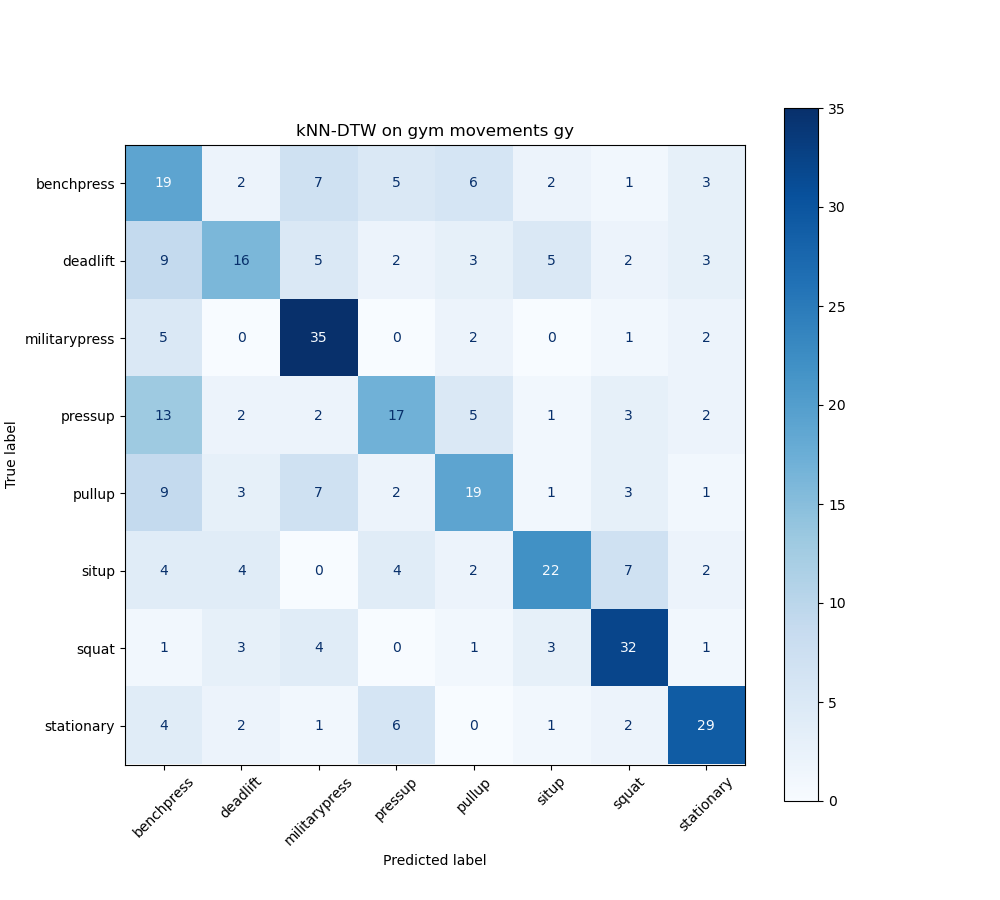 kNN-DTW on gym movements gy
True label
benchpress 19 2 7 5 6 2 1 3
deadlift 9 16 5 2 3 5 2 3
militarypress 5 0 35 0 2 0 1 2
pressup 13 2 2 17 5 1 3 2
pullup 9 3 7 2 19 1 3 1
situp 4 4 0 4 2 22 7 2
squat 1 3 4 0 1 3 32 1
stationary 4 2 1 6 0 1 2 29
benchpress deadlift militarypress pressup pullup situp squat stationary
Predicted label
35
30
25
20
15
10
5
0